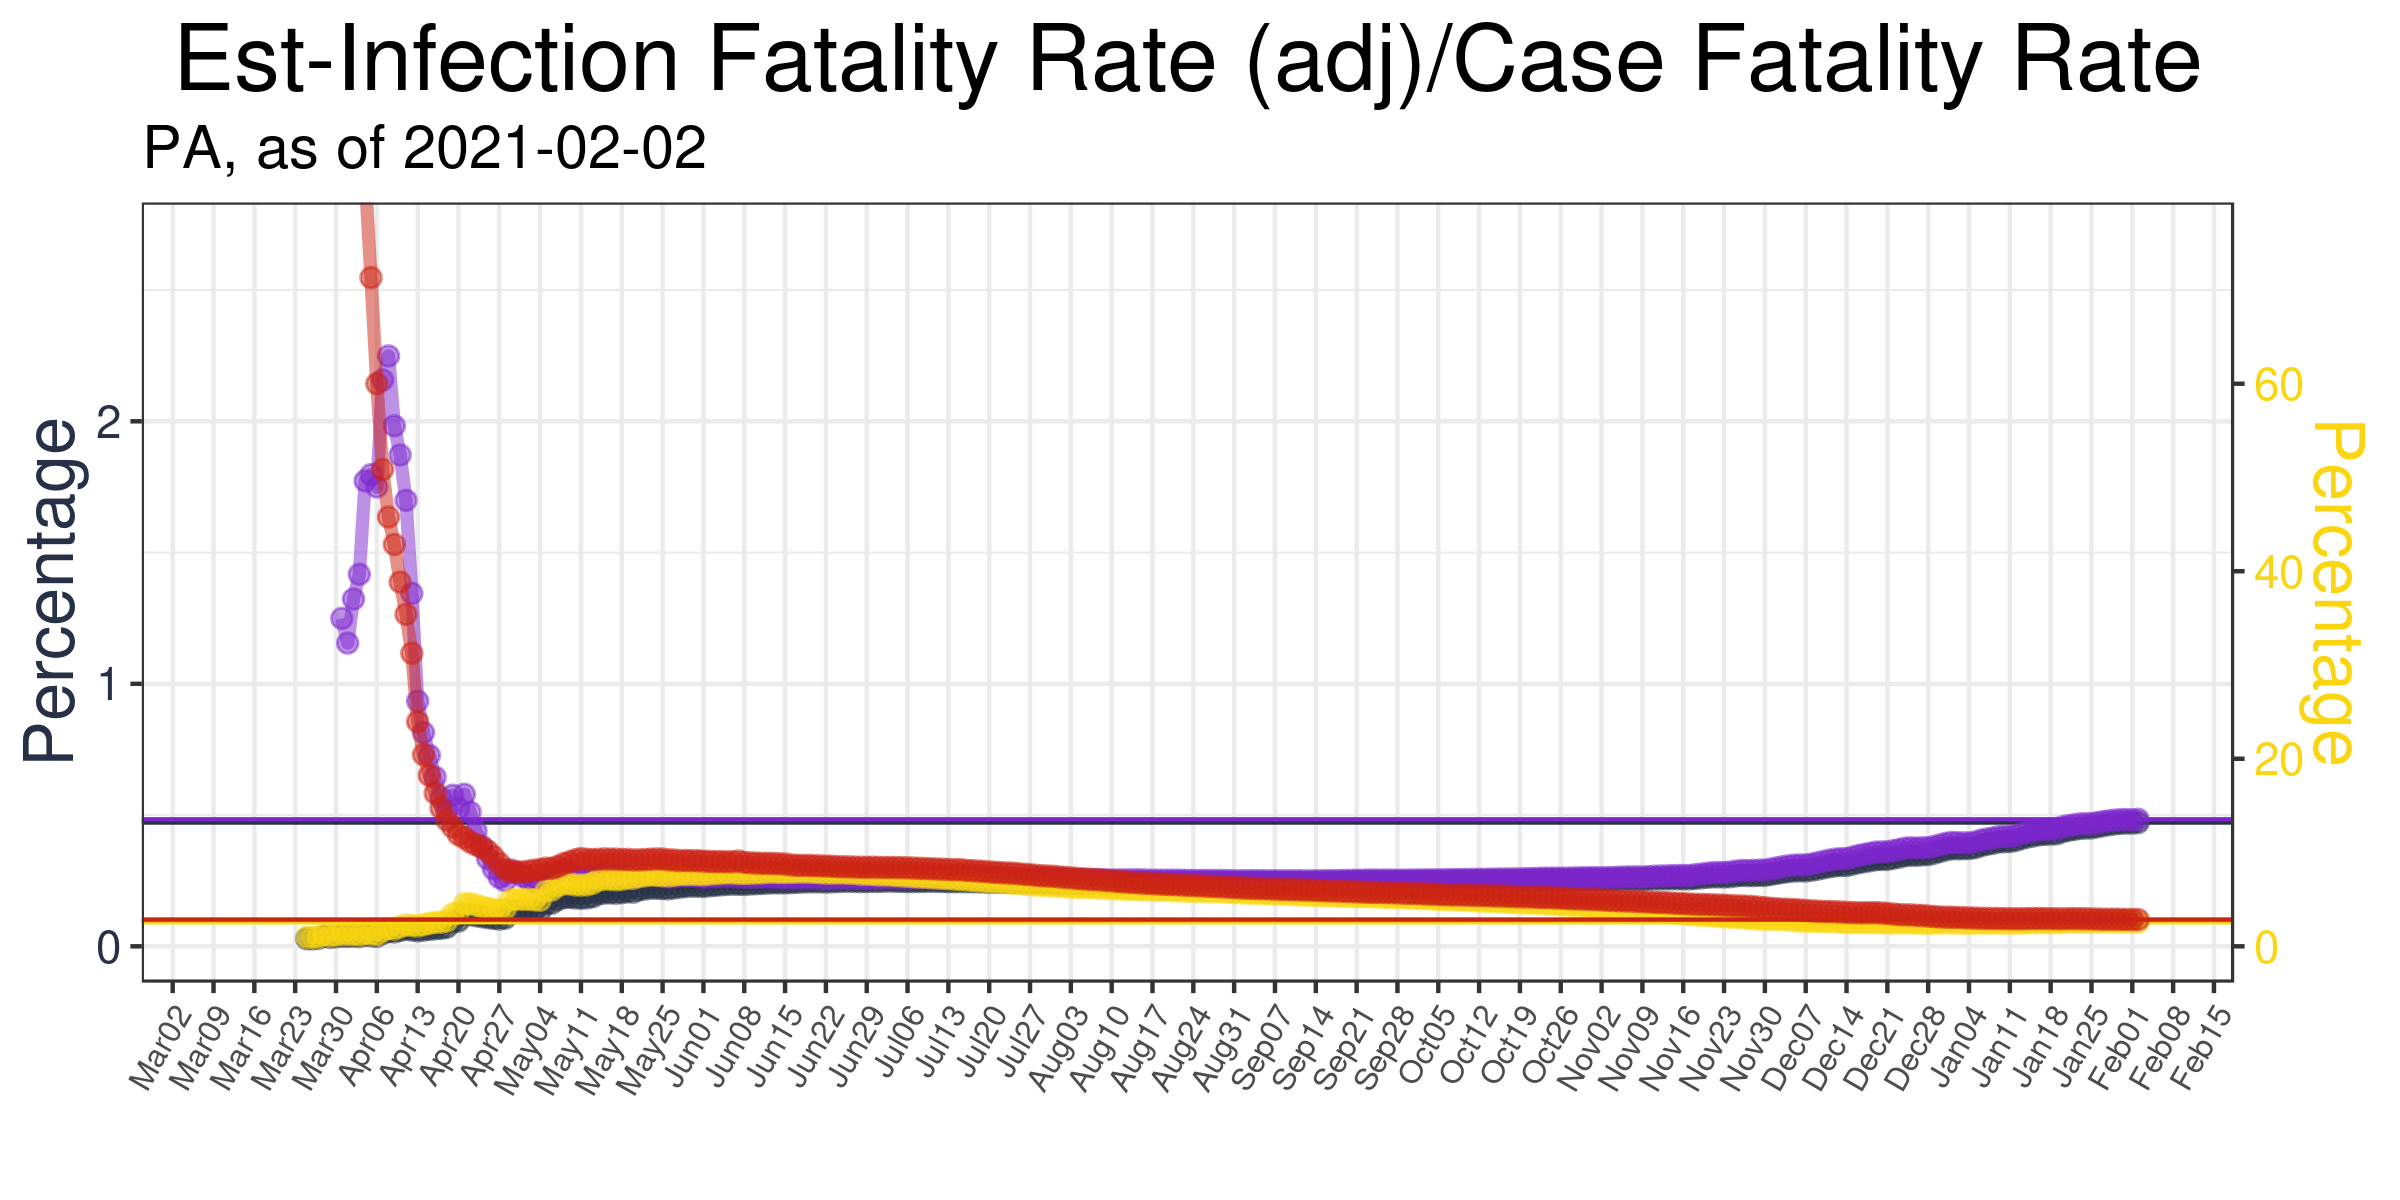 Est-Infection Fatality Rate (adj)/Case Fatality Rate
PA, as of 2021-02-02
Percentage
2
1
0
60
40
20
0
Percentage
Mar02 Mar09 Mar16 Mar23 Mar30 Apr06 Apr13 Apr20 Apr27 May04 May11 May18 May25 Jun01 Jun08 Jun15 Jun22 Jun29 Jul06 Jul13 Jul20 Jul27 Aug03 Aug10 Aug17 Aug24 Aug31 Sep07 Sep14 Sep21 Sep28 Oct05 Oct12 Oct19 Oct26 Nov02 Nov09 Nov16 Nov23 Nov30 Dec07 Dec14 Dec21 Dec28 Jan04 Jan11 Jan18 Jan25 Feb01 Feb08 Feb15